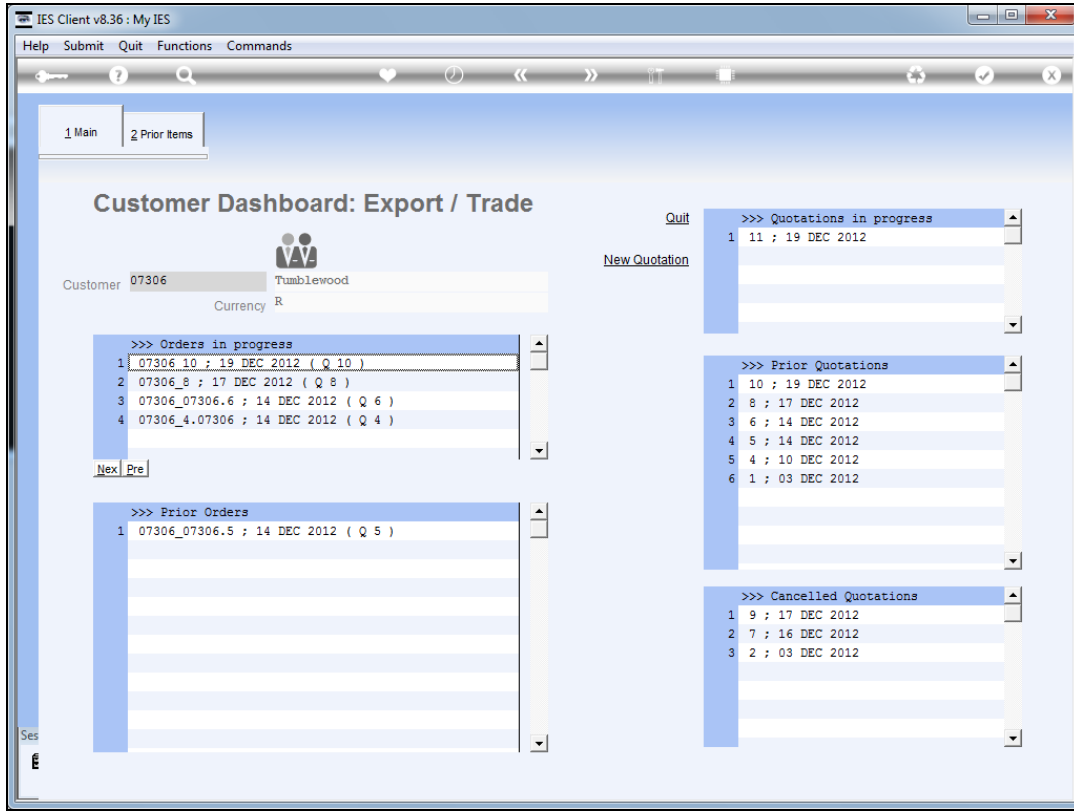 IES Client v8.36 : My IES
Help Submit Quit Functions Commands
1 Main
2 Prior Items
Customer Dashboard: Export / Trade
Customer 07306 Tumblewood
Currency R
>>> Orders in progress
1 07306_10 ; 19 DEC 2012 ( Q 10 )
2 07306_8 ; 17 DEC 2012 ( Q 8 )
3 07306_07306.6 ; 14 DEC 2012 ( Q 6 )
4 07306_4.07306 ; 14 DEC 2012 ( Q 4 )
Nex Pre
>>> Prior Orders
1 07306_07306.5 ; 14 DEC 2012 ( Q 5 )
Quit
New Quotation
>>> Quotations in progress
1 11 ; 19 DEC 2012
>>> Prior Quotations
1 10 ; 19 DEC 2012
2 8 ; 17 DEC 2012
3 6 ; 14 DEC 2012
4 5 ; 14 DEC 2012
5 4 ; 10 DEC 2012
6 1 ; 03 DEC 2012
>>> Cancelled Quotations
1 9 ; 17 DEC 2012
2 7 ; 16 DEC 2012
3 2 ; 03 DEC 2012
Ses